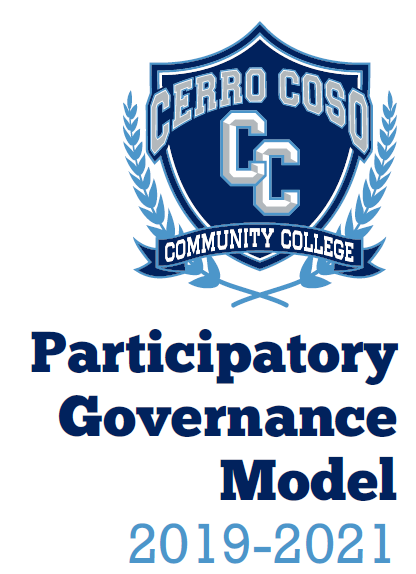 CERRO COSO
CC
COMMUNITY COLLEGE
Participatory
Governance
Model
2019-2021